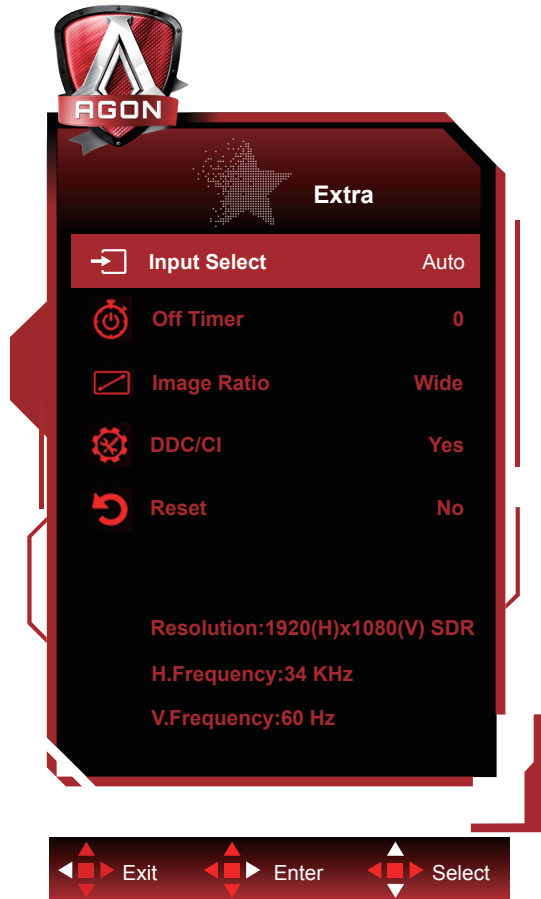 AGON
Extra
Input Select Auto
Off Timer 0
Image Ratio Wide
DDC/CI Yes
Reset No
Resolution:1920(H)x1080(V) SDR
H.Frequency:34 KHz
V.Frequency:60 Hz
Exit Enter Select